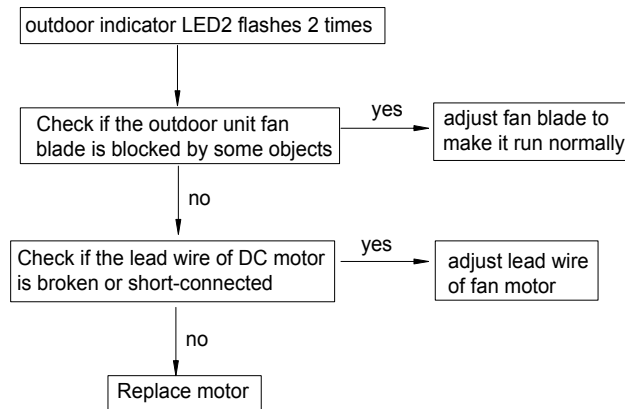 outdoor indicator LED2 flashes 2 times
Check if the outdoor unit fan
blade is blocked by some objects
yes
adjust fan blade to
make it run normally
no
Check if the lead wire of DC motor
is broken or short-connected
yes
adjust lead wire
of fan motor
no
Replace motor